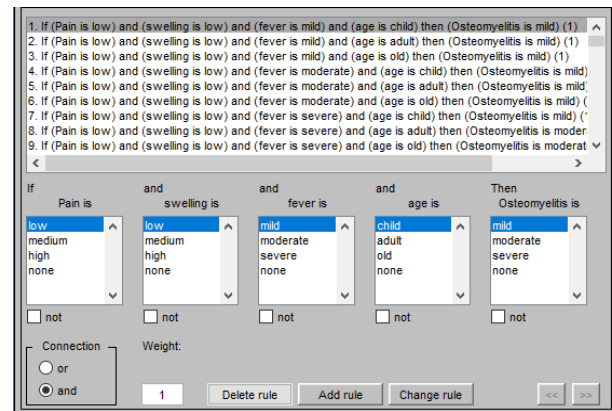 1. If (Pain is low) and (swelling is low) and (fever is mild) and (age is child) then (Osteomyelitis is mild) (1)
2. If (Pain is low) and (swelling is low) and (fever is mild) and (age is adult) then (Osteomyelitis is mild) (1)
3. If (Pain is low) and (swelling is low) and (fever is mild) and (age is old) then (Osteomyelitis is mild) (1)
4. If (Pain is low) and (swelling is low) and (fever is moderate) and (age is child) then (Osteomyelitis is mild)
5. If (Pain is low) and (swelling is low) and (fever is moderate) and (age is adult) then (Osteomyelitis is mild)
6. If (Pain is low) and (swelling is low) and (fever is moderate) and (age is old) then (Osteomyelitis is mild) (
7. If (Pain is low) and (swelling is low) and (fever is severe) and (age is child) then (Osteomyelitis is mild) (
8. If (Pain is low) and (swelling is low) and (fever is severe) and (age is adult) then (Osteomyelitis is moder
9. If (Pain is low) and (swelling is low) and (fever is severe) and (age is old) then (Osteomyelitis is moderat
If and and and Then
Pain is swelling is fever is age is Osteomyelitis is
low low mild child mild
medium medium moderate adult moderate
high high severe old severe
none none none none none
not not not not not
Connection Weight:
or
and 1 Delete rule Add rule Change rule << >>